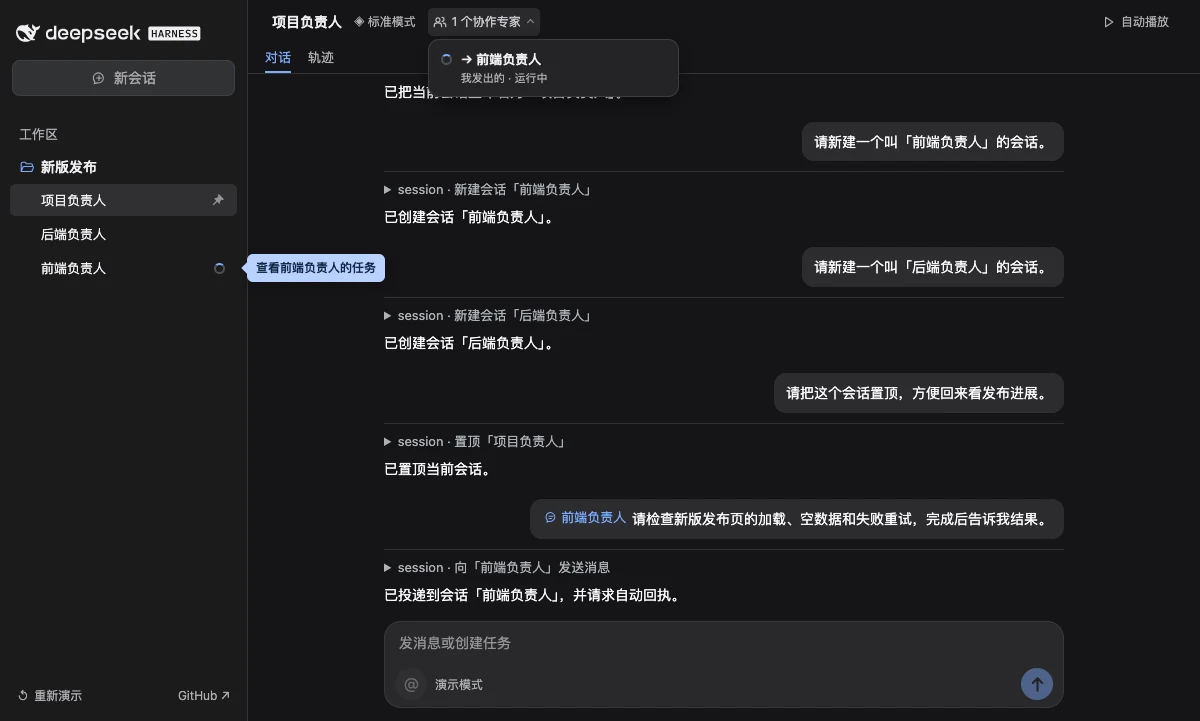 deepseek HARNESS
新会话
工作区
新版发布
项目负责人
后端负责人
前端负责人
查看前端负责人的任务
重新演示
GitHub
项目负责人
标准模式
1 个协作专家
自动播放
对话
轨迹
→ 前端负责人
我发出的 · 运行中
已把当前
请新建一个叫「前端负责人」的会话。
session · 新建会话「前端负责人」
已创建会话「前端负责人」。
请新建一个叫「后端负责人」的会话。
session · 新建会话「后端负责人」
已创建会话「后端负责人」。
请把这个会话置顶，方便回来看发布进展。
session · 置顶「项目负责人」
已置顶当前会话。
前端负责人 请检查新版发布页的加载、空数据和失败重试，完成后告诉我结果。
session · 向「前端负责人」发送消息
已投递到会话「前端负责人」，并请求自动回执。
发消息或创建任务
@ 演示模式